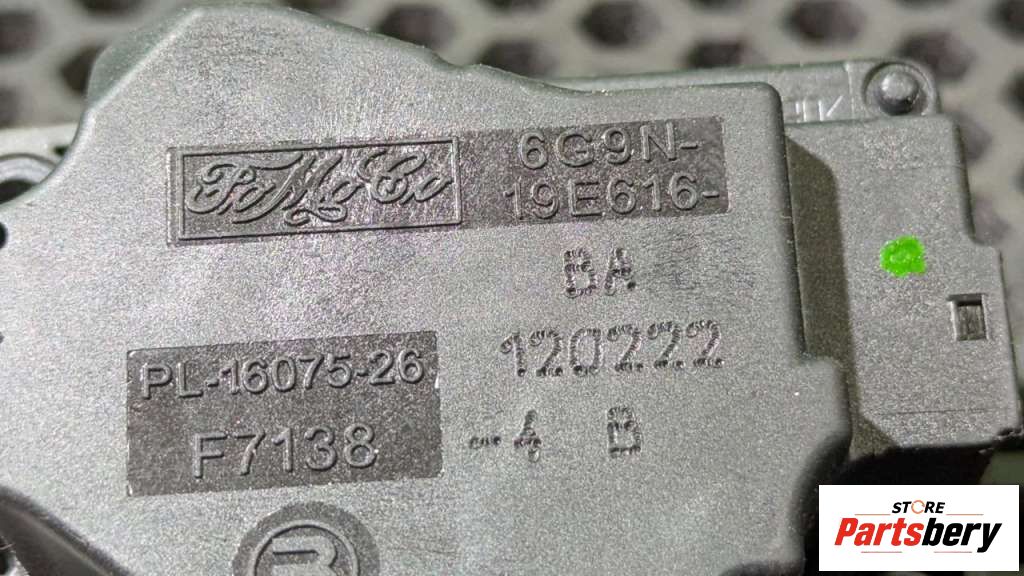 FoMoCo
6G9N-
19E616-
BA
120222
-4 B
PL-16075-26
F7138
STORE
Partsbery